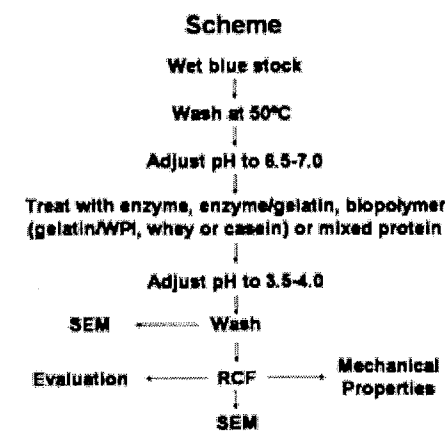 Scheme
Wet blue stock
Wash at 50°C
Adjust pH to 6.5-7.0
Treat with enzyme, enzyme/gelatin, biopolymer
(gelatin/WPI, whey or casein) or mixed protein
Adjust pH to 3.5-4.0
SEM Wash
Evaluation RCF Mechanical
Properties
SEM